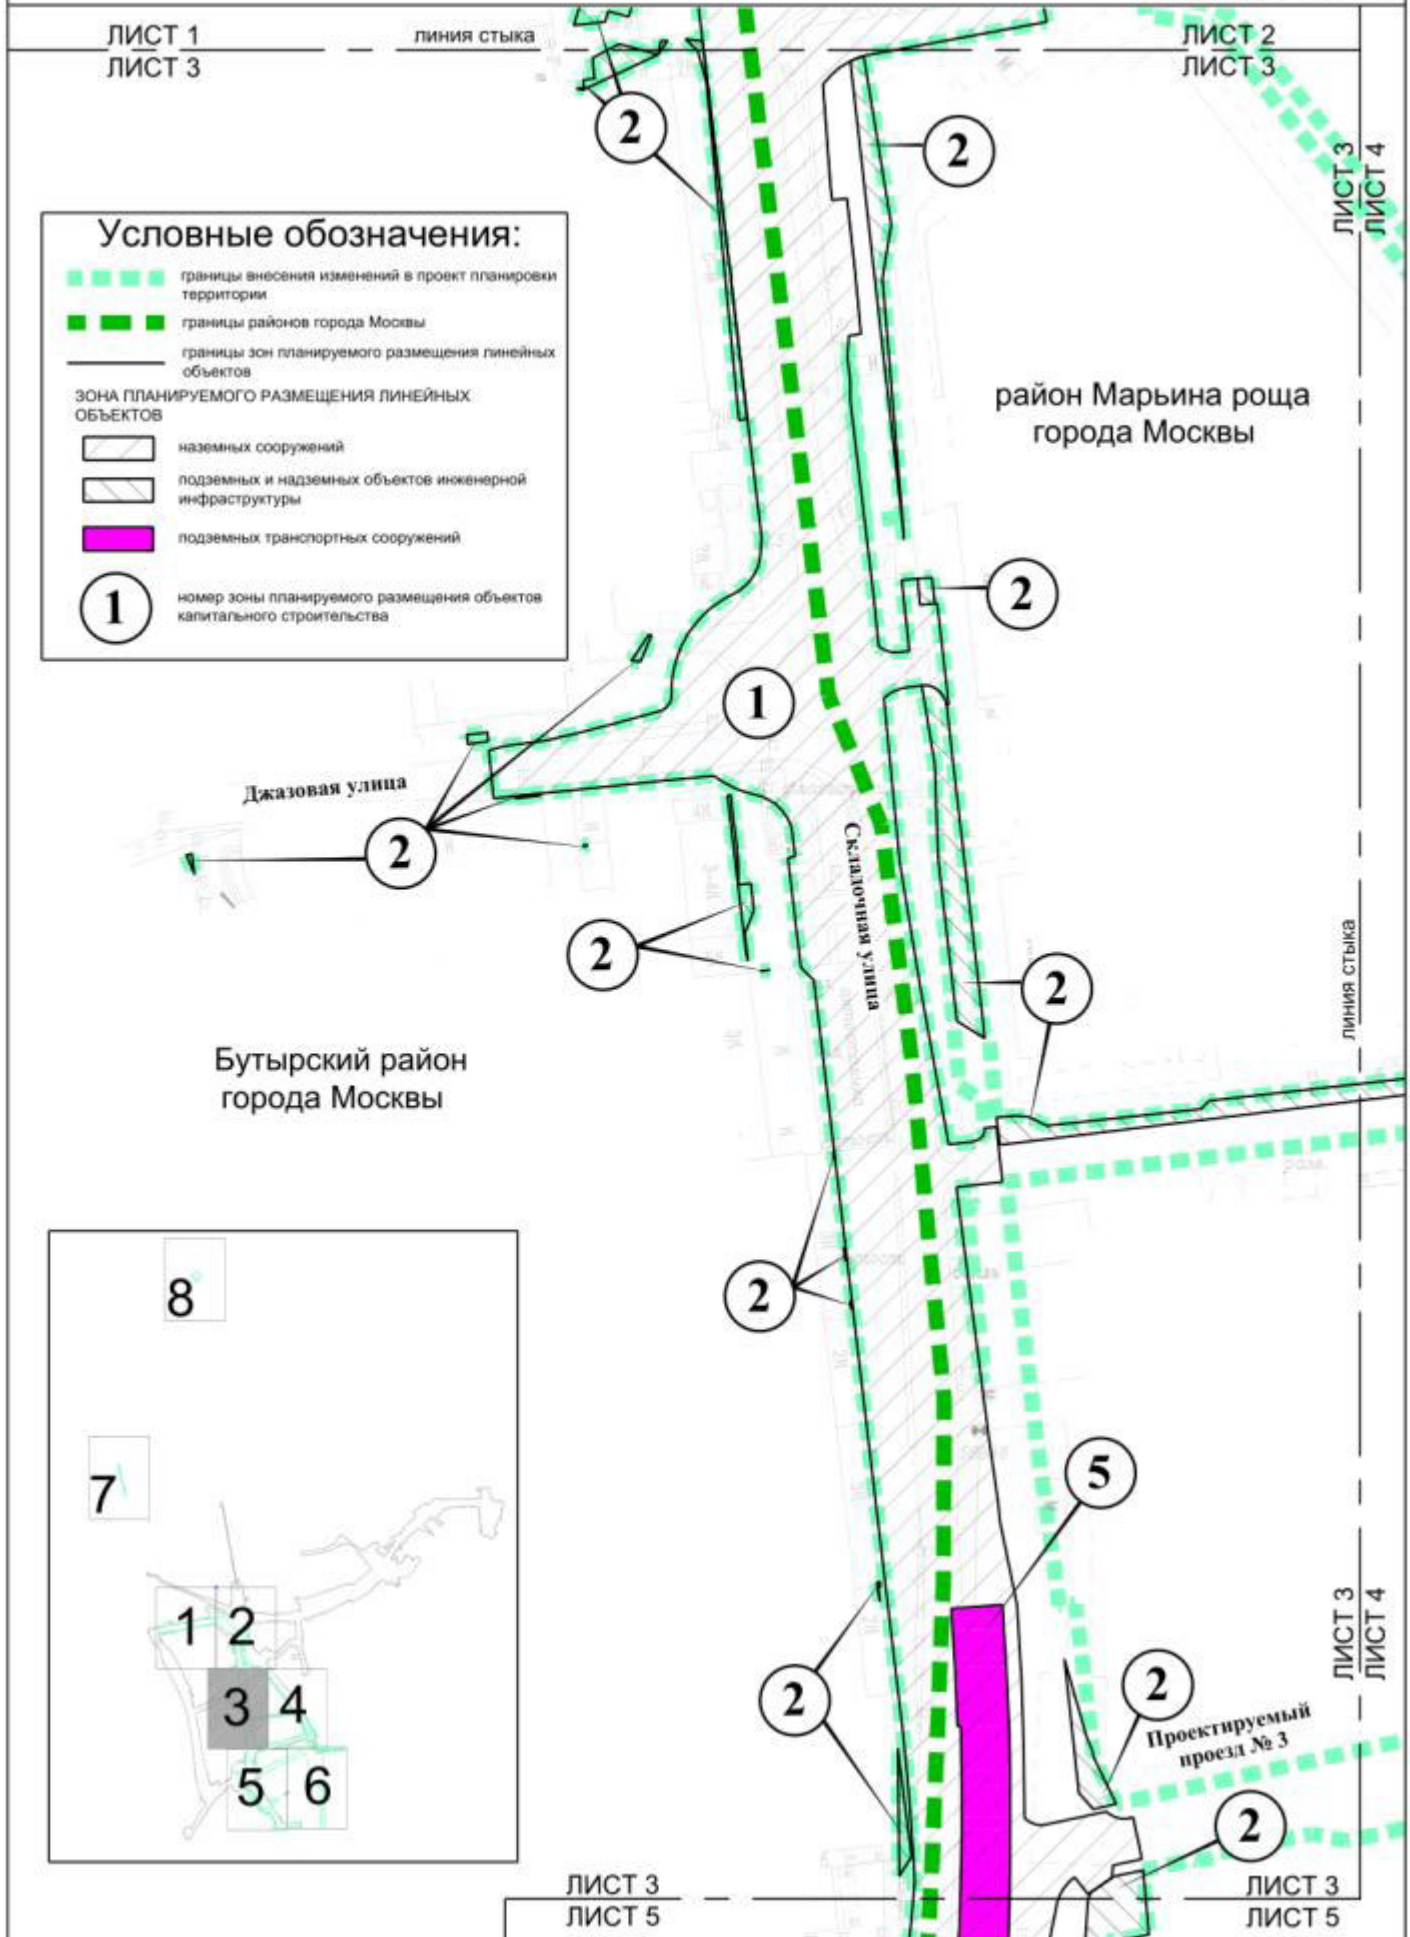 ЛИСТ 1
ЛИСТ 3
линия стыка
ЛИСТ 2
ЛИСТ 3
2
2
ЛИСТ 3
ЛИСТ 4
Условные обозначения:
границы внесения изменений в проект планировки
территории
границы районов города Москвы
границы зон планируемого размещения линейных
объектов
ЗОНА ПЛАНИРУЕМОГО РАЗМЕЩЕНИЯ ЛИНЕЙНЫХ
ОБЪЕКТОВ
наземных сооружений
подземных и надземных объектов инженерной
инфраструктуры
подземных транспортных сооружений
1
номер зоны планируемого размещения объектов
капитального строительства
район Марьина роща
города Москвы
2
1
Джазовая улица
2
Складочная улица
2
2
линия стыка
Бутырский район
города Москвы
2
8
7
1
2
3
4
5
6
5
ЛИСТ 3
ЛИСТ 4
2
2
Проектируемый
проезд № 3
2
ЛИСТ 3
ЛИСТ 5
ЛИСТ 3
ЛИСТ 5